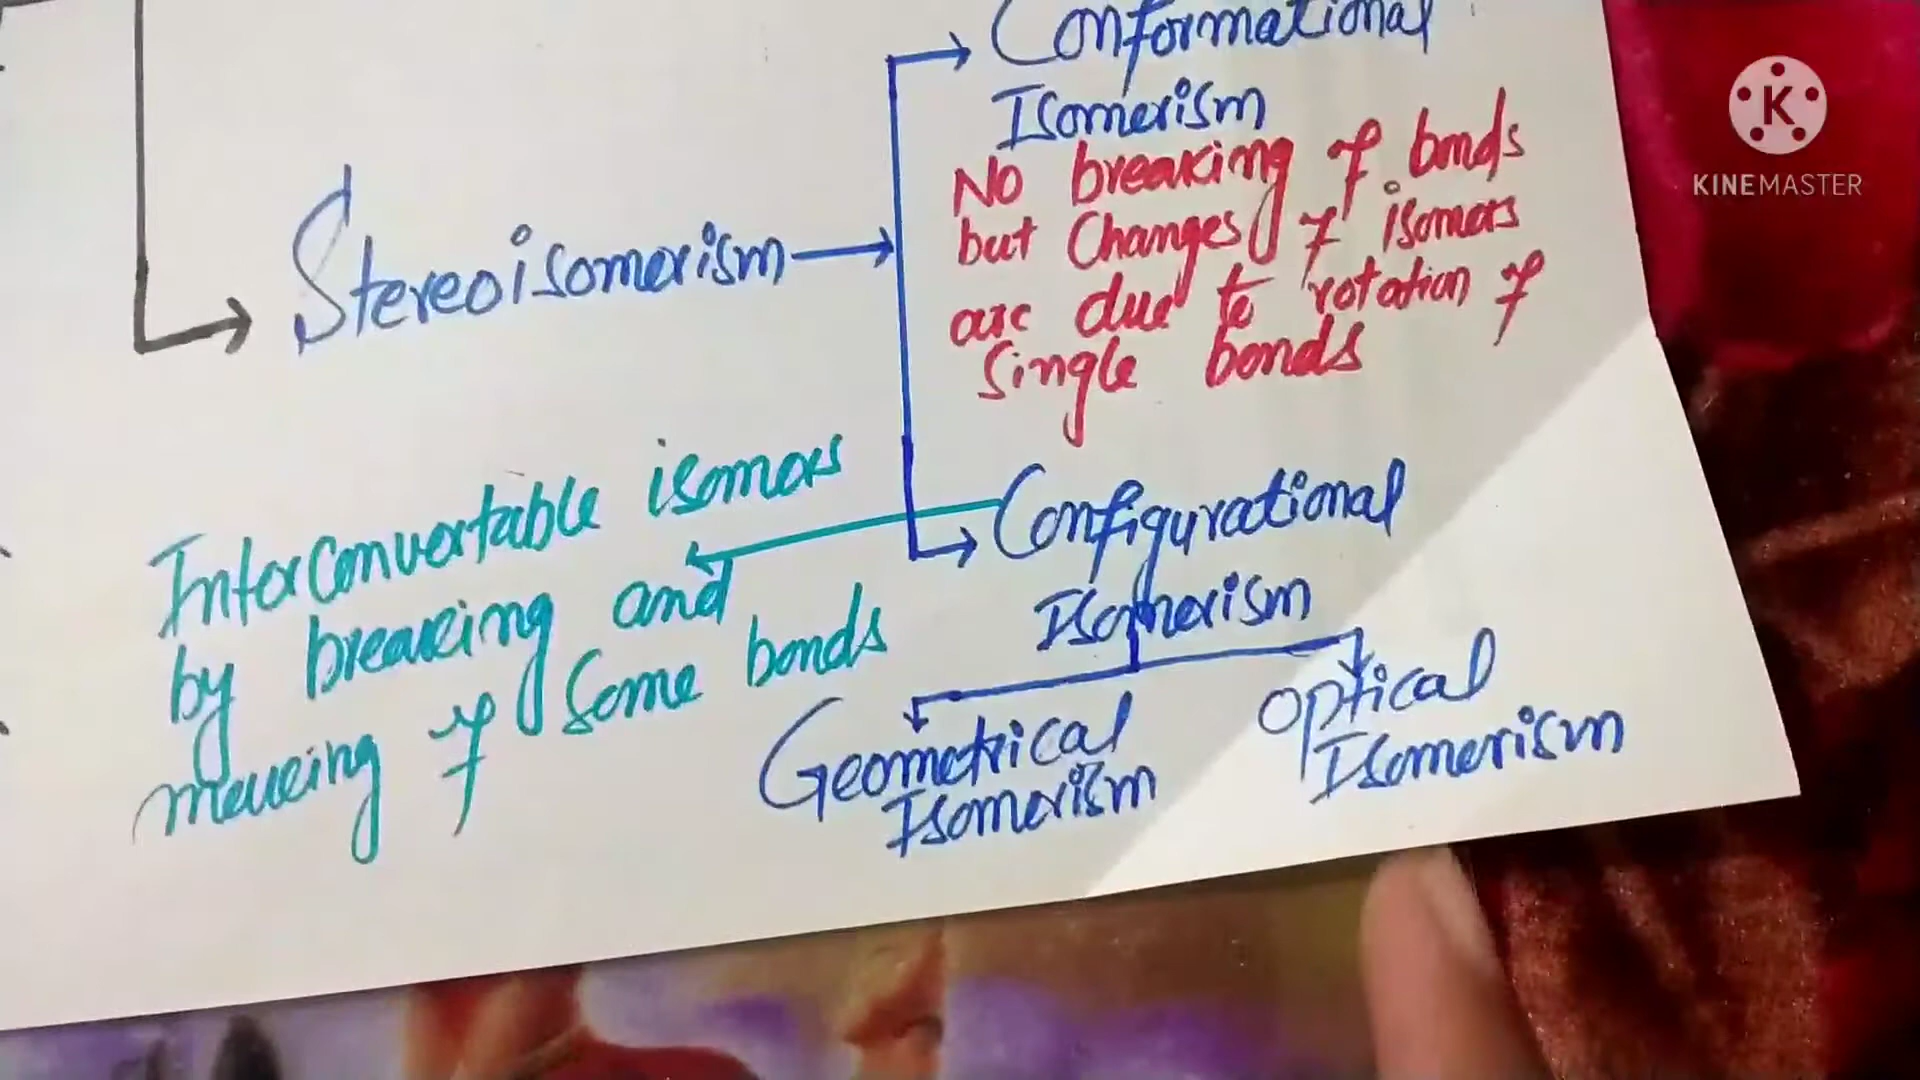 Conformational
Isomerism
No breaking of bonds
but Changes of isomers
are due to rotation of
single bonds
Stereoisomerism
Configurational
Isomerism
Interconvertable isomers
by breaking and
making of some bonds
Geometrical
Isomerism
optical
Isomerism
K
KINEMASTER